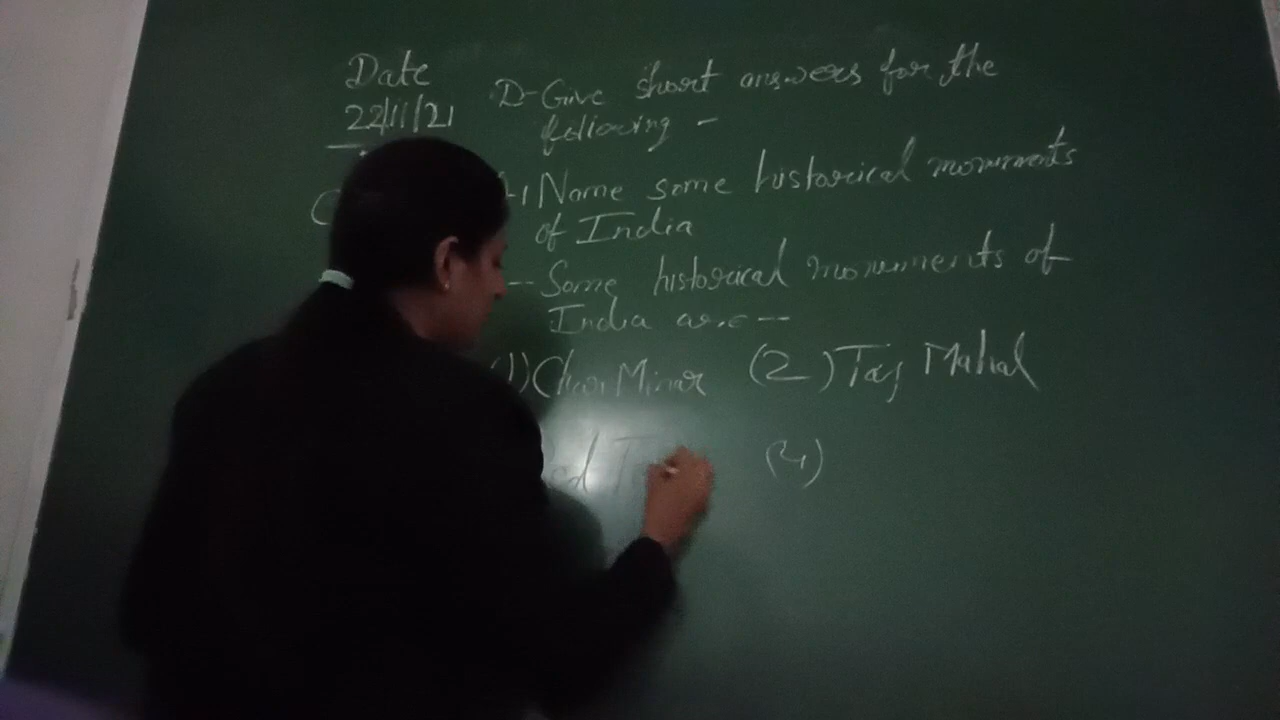 Date
22/11/21
D-Give short answers for the
following -
1 Name some historical monuments
of India
-- Some historical monuments of
India are --
(1) Char Minar (2) Taj Mahal
(4)